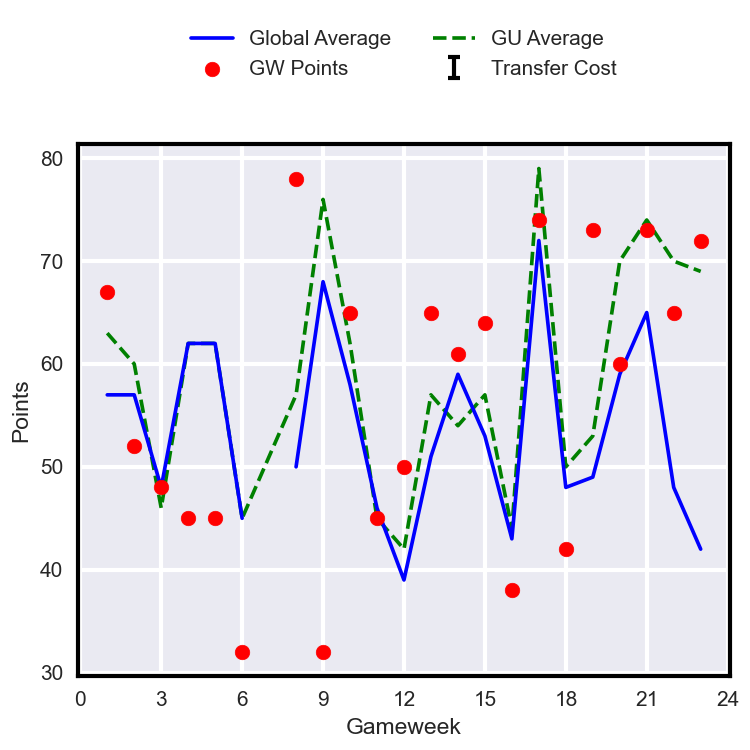 Global Average
GU Average
GW Points
Transfer Cost
80
70
60
50
40
30
Points
0 3 6 9 12 15 18 21 24
Gameweek